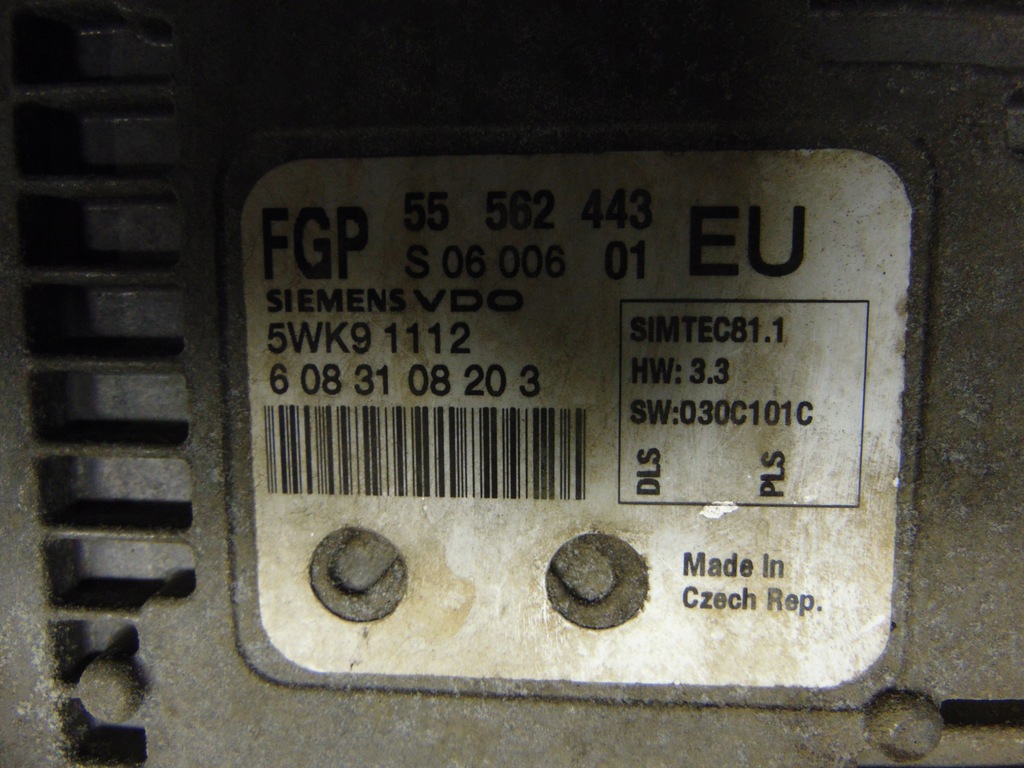 FGP 55 562 443 EU
S 06 006 01
SIEMENS VDO
5WK9 1112
6 08 31 08 20 3
SIMTEC81.1
HW: 3.3
SW:030C101C
DLS PLS
Made In
Czech Rep.